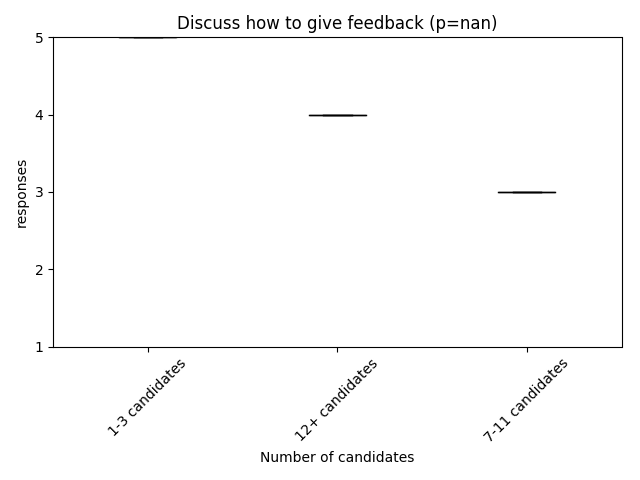 Discuss how to give feedback (p=nan)
5
4
3
2
1
responses
1-3 candidates
12+ candidates
7-11 candidates
Number of candidates